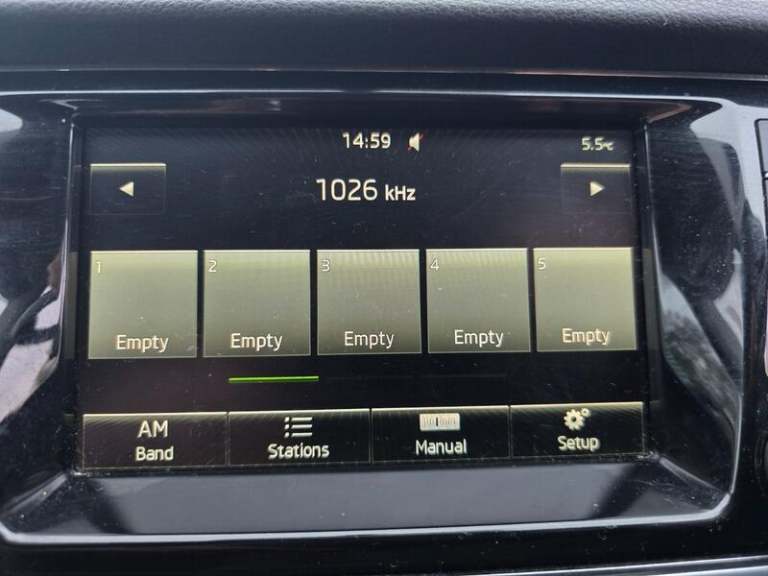 14:59
5.5°C
1026 kHz
1 2 3 4 5
Empty Empty Empty Empty Empty
AM
Band Stations Manual Setup